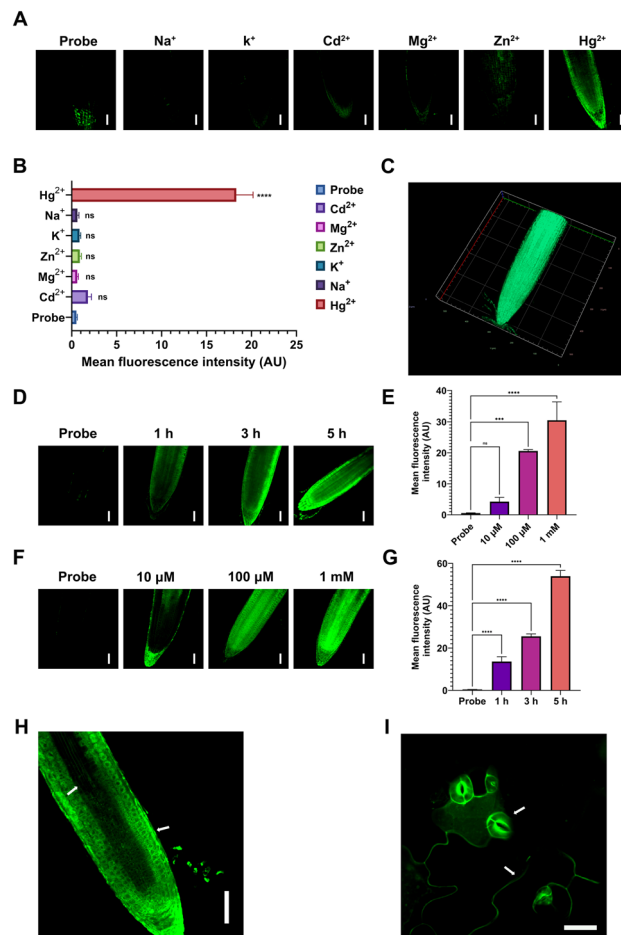 A
Probe Na⁺ k⁺ Cd²⁺ Mg²⁺ Zn²⁺ Hg²⁺
B
Hg²⁺ ****
Na⁺ ns
K⁺ ns
Zn²⁺ ns
Mg²⁺ ns
Cd²⁺ ns
Probe
0 5 10 15 20 25
Mean fluorescence intensity (AU)
Probe
Cd²⁺
Mg²⁺
Zn²⁺
K⁺
Na⁺
Hg²⁺
C
D
Probe 1 h 3 h 5 h
E
Mean fluorescence
intensity (AU)
40
30
20
10
0
****
***
ns
Probe 10 µM 100 µM 1 mM
F
Probe 10 µM 100 µM 1 mM
G
Mean fluorescence
intensity (AU)
60
40
20
0
****
****
****
Probe 1 h 3 h 5 h
H
I